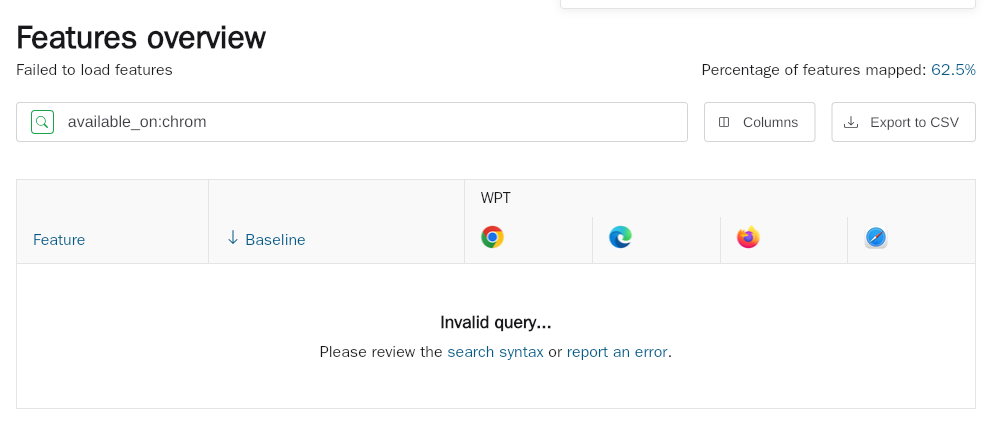 Features overview
Failed to load features
Percentage of features mapped: 62.5%
available_on:chrom
Columns
Export to CSV
WPT
Feature
Baseline
Invalid query...
Please review the search syntax or report an error.